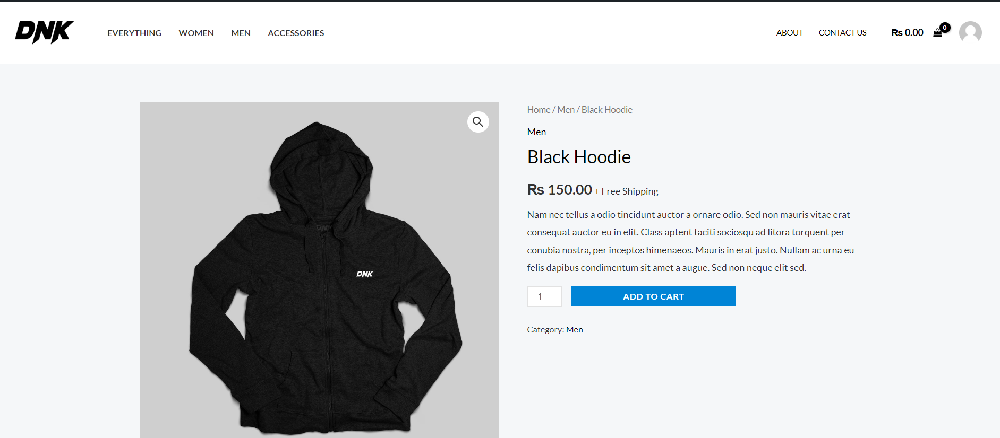 DNK
EVERYTHING WOMEN MEN ACCESSORIES
ABOUT CONTACT US Rs 0.00 0
Home / Men / Black Hoodie
Men
Black Hoodie
Rs 150.00 + Free Shipping
Nam nec tellus a odio tincidunt auctor a ornare odio. Sed non mauris vitae erat
consequat auctor eu in elit. Class aptent taciti sociosqu ad litora torquent per
conubia nostra, per inceptos himenaeos. Mauris in erat justo. Nullam ac urna eu
felis dapibus condimentum sit amet a augue. Sed non neque elit sed.
1 ADD TO CART
Category: Men
DNK
DNK